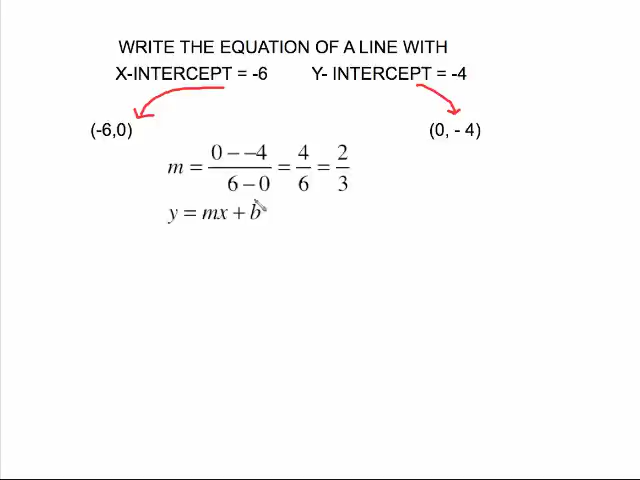 WRITE THE EQUATION OF A LINE WITH
X-INTERCEPT = -6 Y- INTERCEPT = -4
(-6,0) (0, - 4)
m = (0 − −4)/(6 − 0) = 4/6 = 2/3
y = mx + b